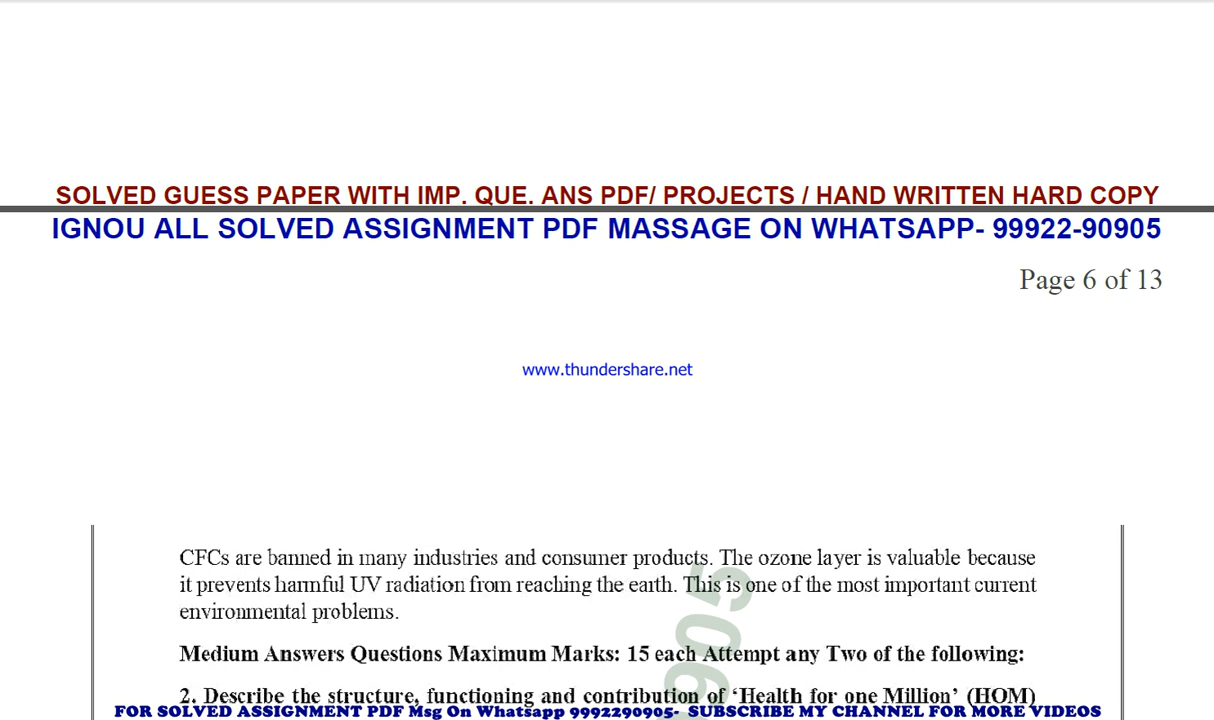 SOLVED GUESS PAPER WITH IMP. QUE. ANS PDF/ PROJECTS / HAND WRITTEN HARD COPY
IGNOU ALL SOLVED ASSIGNMENT PDF MASSAGE ON WHATSAPP- 99922-90905
Page 6 of 13
www.thundershare.net
CFCs are banned in many industries and consumer products. The ozone layer is valuable because
it prevents harmful UV radiation from reaching the earth. This is one of the most important current
environmental problems.
Medium Answers Questions Maximum Marks: 15 each Attempt any Two of the following:
2. Describe the structure, functioning and contribution of ‘Health for one Million’ (HOM)
FOR SOLVED ASSIGNMENT PDF Msg On Whatsapp 9992290905- SUBSCRIBE MY CHANNEL FOR MORE VIDEOS
905